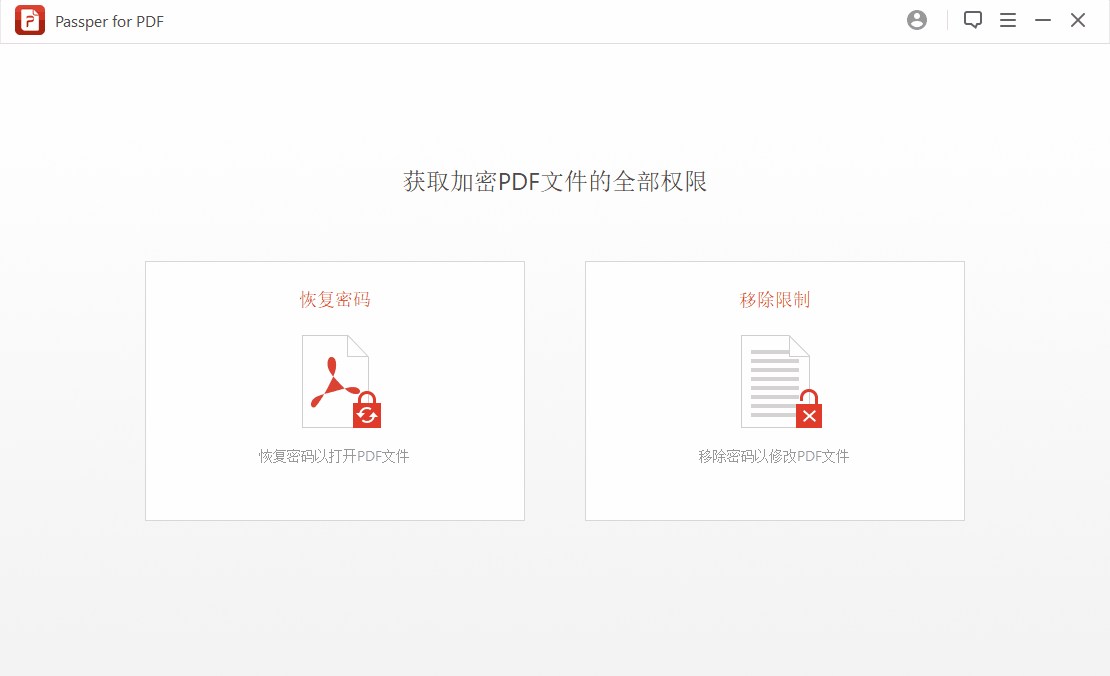 Passper for PDF
获取加密PDF文件的全部权限
恢复密码
恢复密码以打开PDF文件
移除限制
移除密码以修改PDF文件